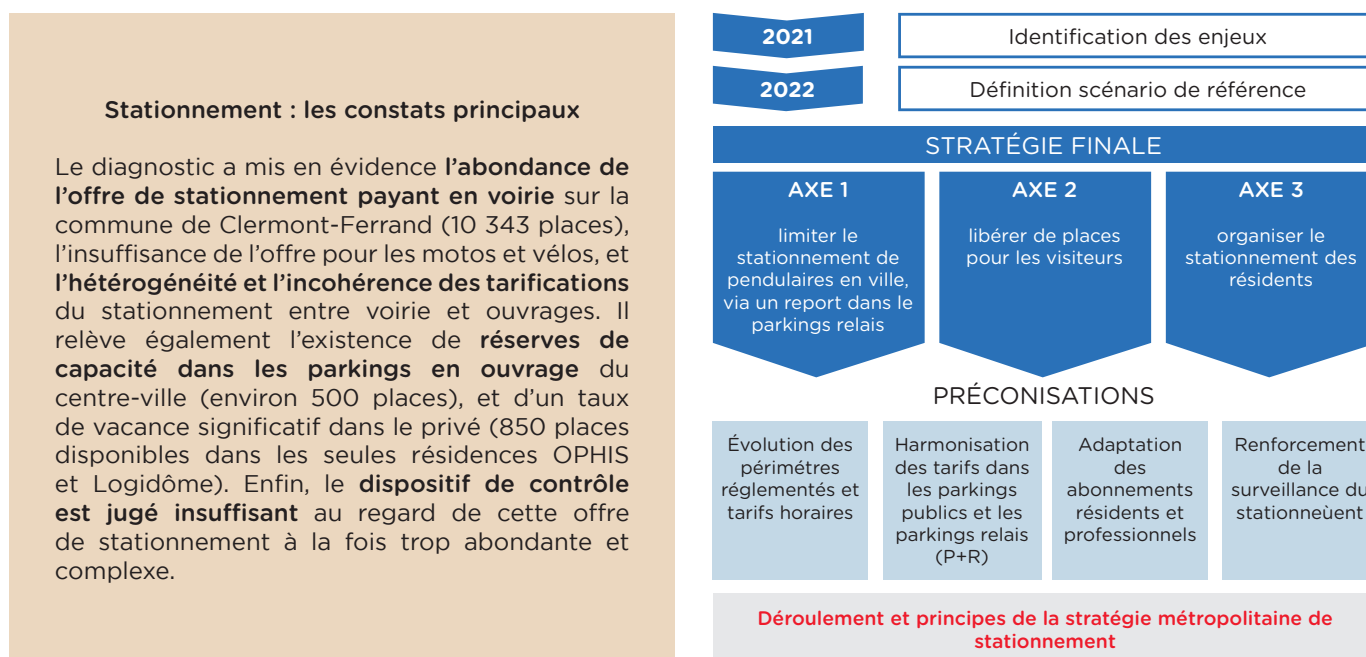 Stationnement : les constats principaux
Le diagnostic a mis en évidence l'abondance de
l'offre de stationnement payant en voirie sur la
commune de Clermont-Ferrand (10 343 places),
l'insuffisance de l'offre pour les motos et vélos, et
l'hétérogénéité et l'incohérence des tarifications
du stationnement entre voirie et ouvrages. Il
relève également l'existence de réserves de
capacité dans les parkings en ouvrage du
centre-ville (environ 500 places), et d'un taux
de vacance significatif dans le privé (850 places
disponibles dans les seules résidences OPHIS
et Logidôme). Enfin, le dispositif de contrôle
est jugé insuffisant au regard de cette offre
de stationnement à la fois trop abondante et
complexe.
2021
Identification des enjeux
2022
Définition scénario de référence
STRATÉGIE FINALE
AXE 1
limiter le
stationnement de
pendulaires en ville,
via un report dans le
parkings relais
AXE 2
libérer de places
pour les visiteurs
AXE 3
organiser le
stationnement des
résidents
PRÉCONISATIONS
Évolution des
périmétres
réglementés et
tarifs horaires
Harmonisation
des tarifs dans
les parkings
publics et les
parkings relais
(P+R)
Adaptation
des
abonnements
résidents et
professionnels
Renforcement
de la
surveillance du
stationneùent
Déroulement et principes de la stratégie métropolitaine de
stationnement